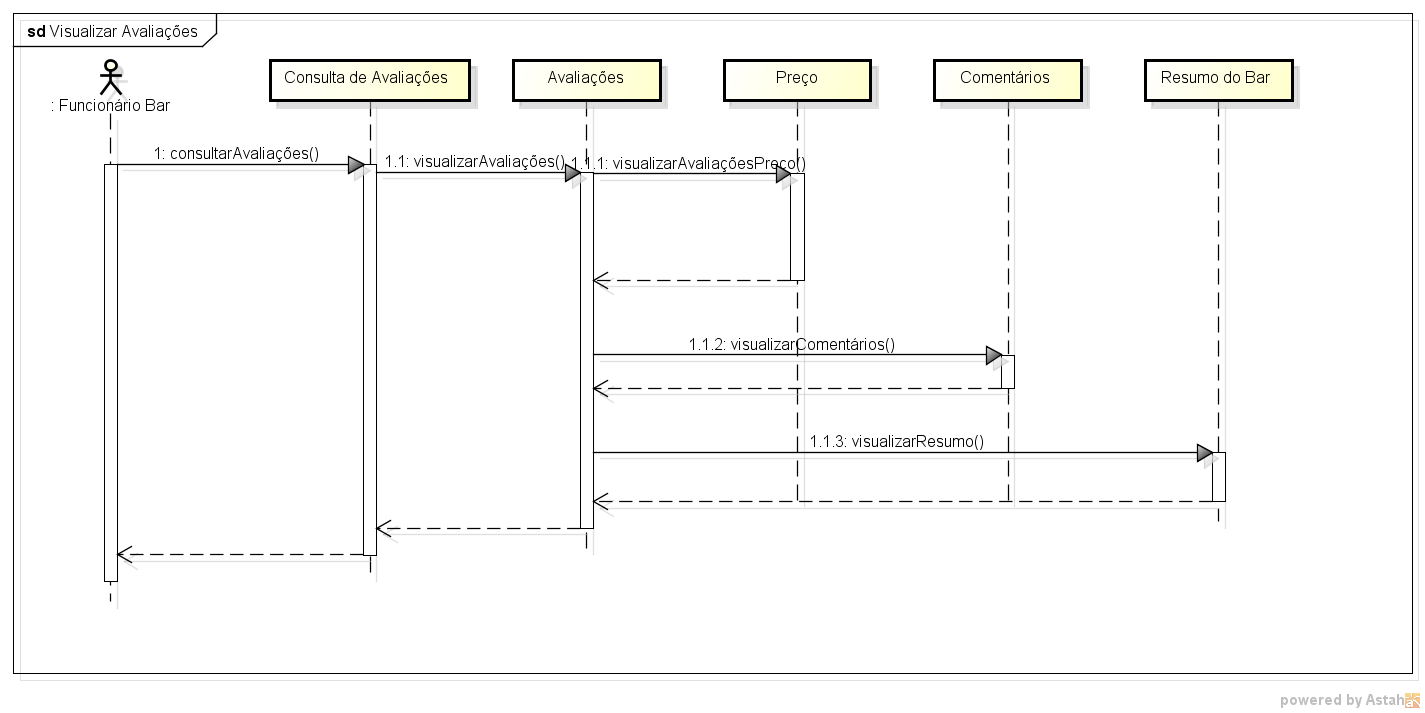 sd Visualizar Avaliações
: Funcionário Bar
Consulta de Avaliações
Avaliações
Preço
Comentários
Resumo do Bar
1: consultarAvaliações()
1.1: visualizarAvaliações()
1.1.1: visualizarAvaliaçõesPreço()
1.1.2: visualizarComentários()
1.1.3: visualizarResumo()
powered by Astah